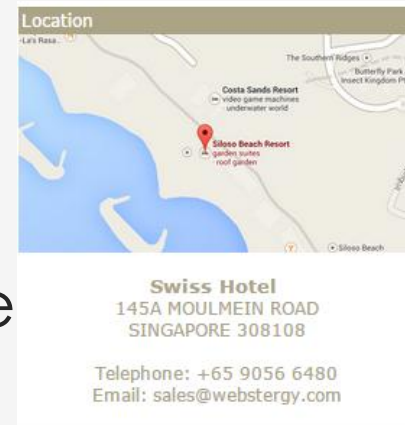 Location
-La's Rasa...
The Southern Ridges
Butterfly Park
Insect Kingdom
Costa Sands Resort
video game machines
underwater world
Siloso Beach Resort
garden suites
roof garden
Siloso Beach
e
Swiss Hotel
145A MOULMEIN ROAD
SINGAPORE 308108
Telephone: +65 9056 6480
Email: sales@webstergy.com